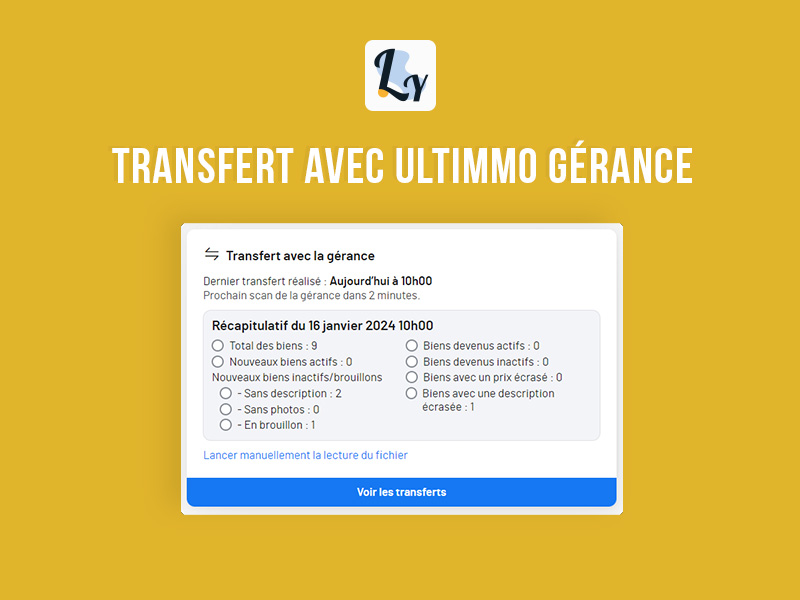 Ly
TRANSFERT AVEC ULTIMMO GÉRANCE
Transfert avec la gérance
Dernier transfert réalisé : Aujourd'hui à 10h00
Prochain scan de la gérance dans 2 minutes.
Récapitulatif du 16 janvier 2024 10h00
Total des biens : 9
Nouveaux biens actifs : 0
Nouveaux biens inactifs/brouillons
- Sans description : 2
- Sans photos : 0
- En brouillon : 1
Biens devenus actifs : 0
Biens devenus inactifs : 0
Biens avec un prix écrasé : 0
Biens avec une description
écrasée : 1
Lancer manuellement la lecture du fichier
Voir les transferts